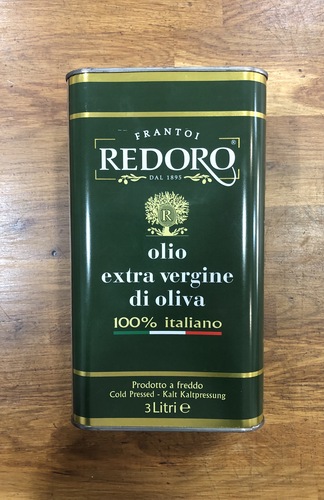 FRANTOI
REDORO®
DAL 1895
R
olio
extra vergine
di oliva
100% italiano
Prodotto a freddo
Cold Pressed - Kalt Kaltpressung
3 Litri ℮